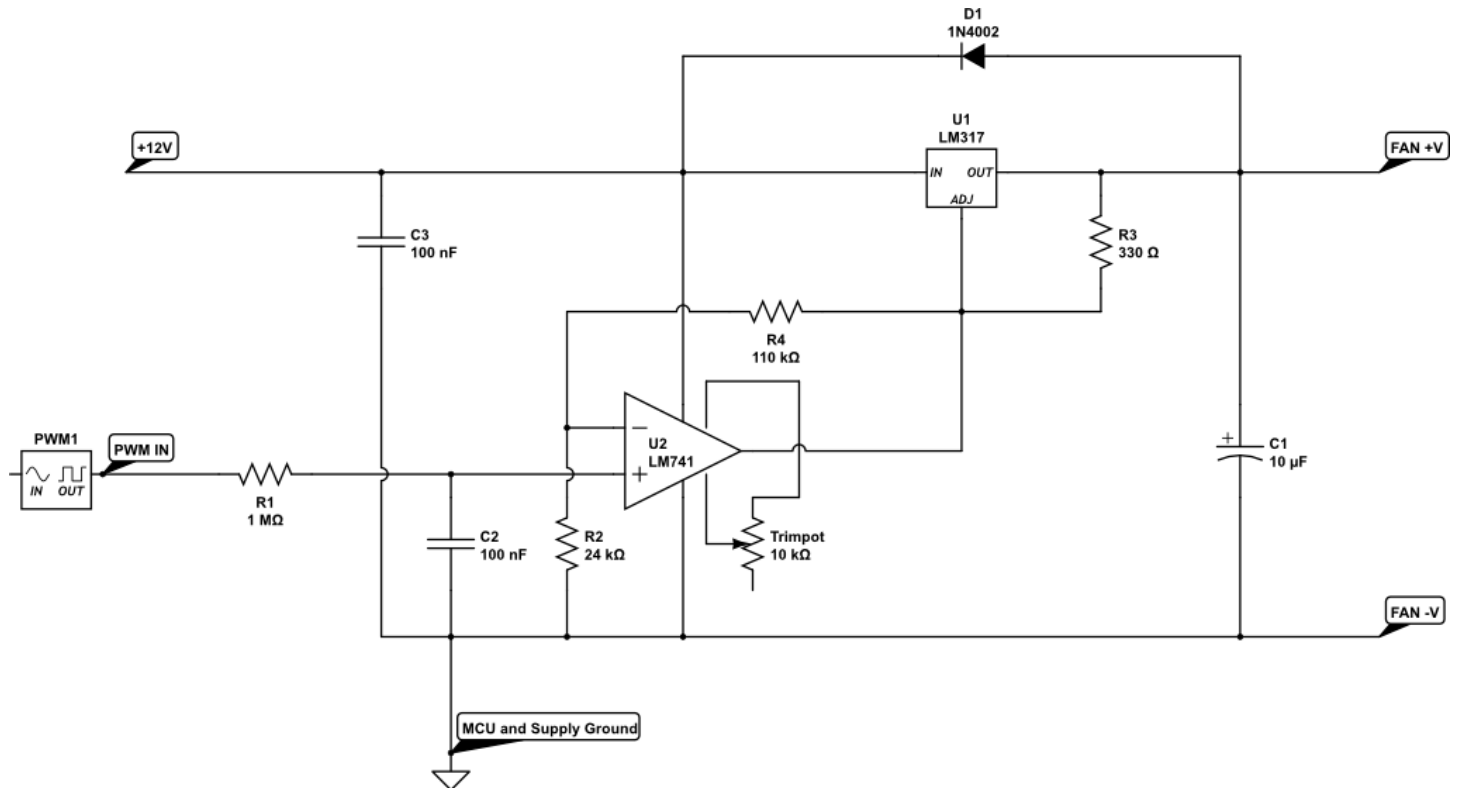 D1
1N4002
U1
LM317
+12V
FAN +V
IN OUT
ADJ
C3
100 nF
R3
330 Ω
R4
110 kΩ
PWM1
PWM IN
−
U2
LM741
+
+
C1
10 µF
IN OUT
R1
1 MΩ
C2
100 nF
R2
24 kΩ
Trimpot
10 kΩ
FAN -V
MCU and Supply Ground